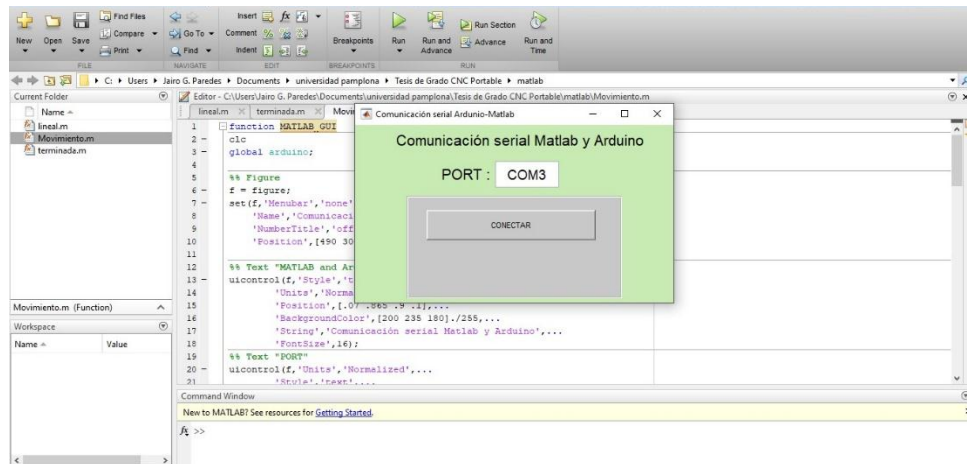 New Open Save
Find Files
Compare
Print
FILE
Go To
Find
NAVIGATE
Insert fx
Comment
Indent
EDIT
Breakpoints
BREAKPOINTS
Run
Run and Advance
Run Section
Advance
Run and Time
RUN
C: Users Jairo G. Paredes Documents universidad pamplona Tesis de Grado CNC Portable matlab
Current Folder
Name
lineal.m
Movimiento.m
terminada.m
Movimiento.m (Function)
Workspace
Name Value
Editor - C:\Users\Jairo G. Paredes\Documents\universidad pamplona\Tesis de Grado CNC Portable\matlab\Movimiento.m
lineal.m terminada.m
1 function MATLAB_GUI
2 - clc
3 - global arduino;
4
5 %% Figure
6 - f = figure;
7 - set(f,'Menubar','none'
8 'Name','Comunicaci
9 'NumberTitle','off
10 'Position',[490 30
11
12 %% Text "MATLAB and Ar
13 - uicontrol(f,'Style','t
14 'Units','Norma
15 'Position',[.07 .865 .9 .1],...
16 'BackgroundColor',[200 235 180]./255,...
17 'String','Comunicación serial Matlab y Arduino',...
18 'FontSize',16);
19 %% Text "PORT"
20 - uicontrol(f,'Units','Normalized',...
21 'Style','text',...
Comunicación serial Ardunio-Matlab
Comunicación serial Matlab y Arduino
PORT : COM3
CONECTAR
Command Window
New to MATLAB? See resources for Getting Started.
fx >>